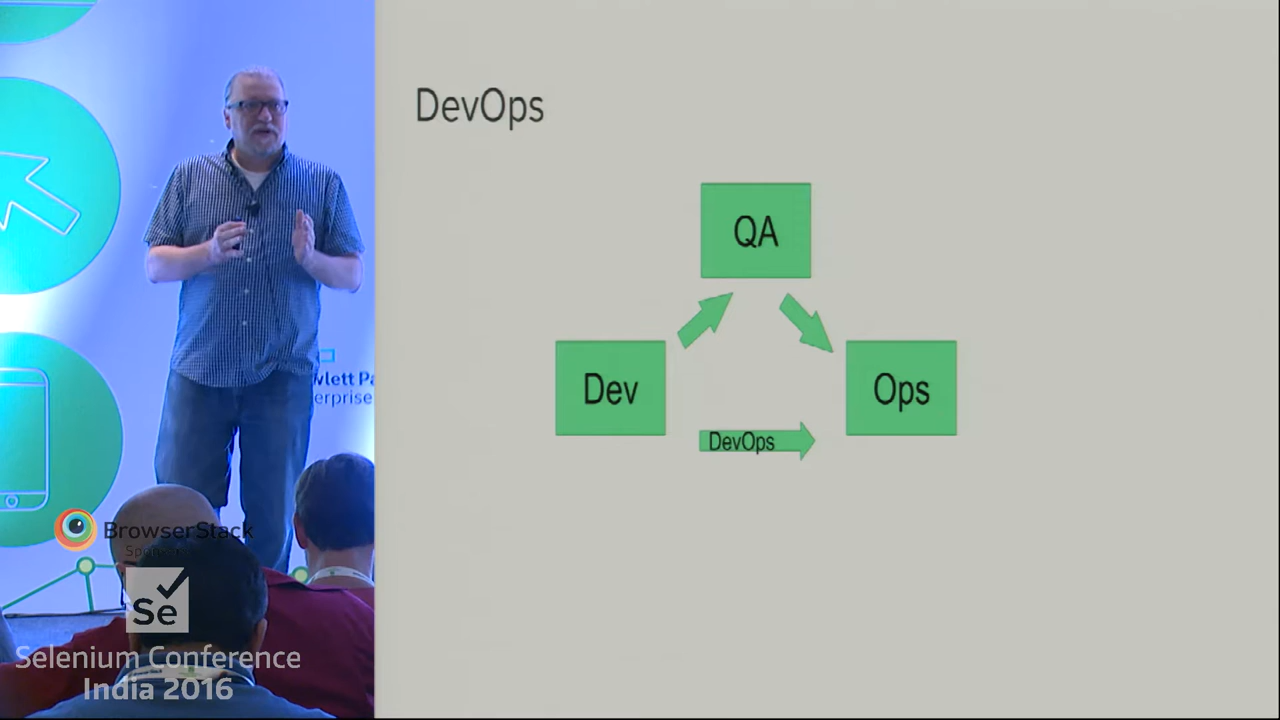 DevOps
QA
Dev
Ops
DevOps
BrowserStack
Se
Selenium Conference
India 2016